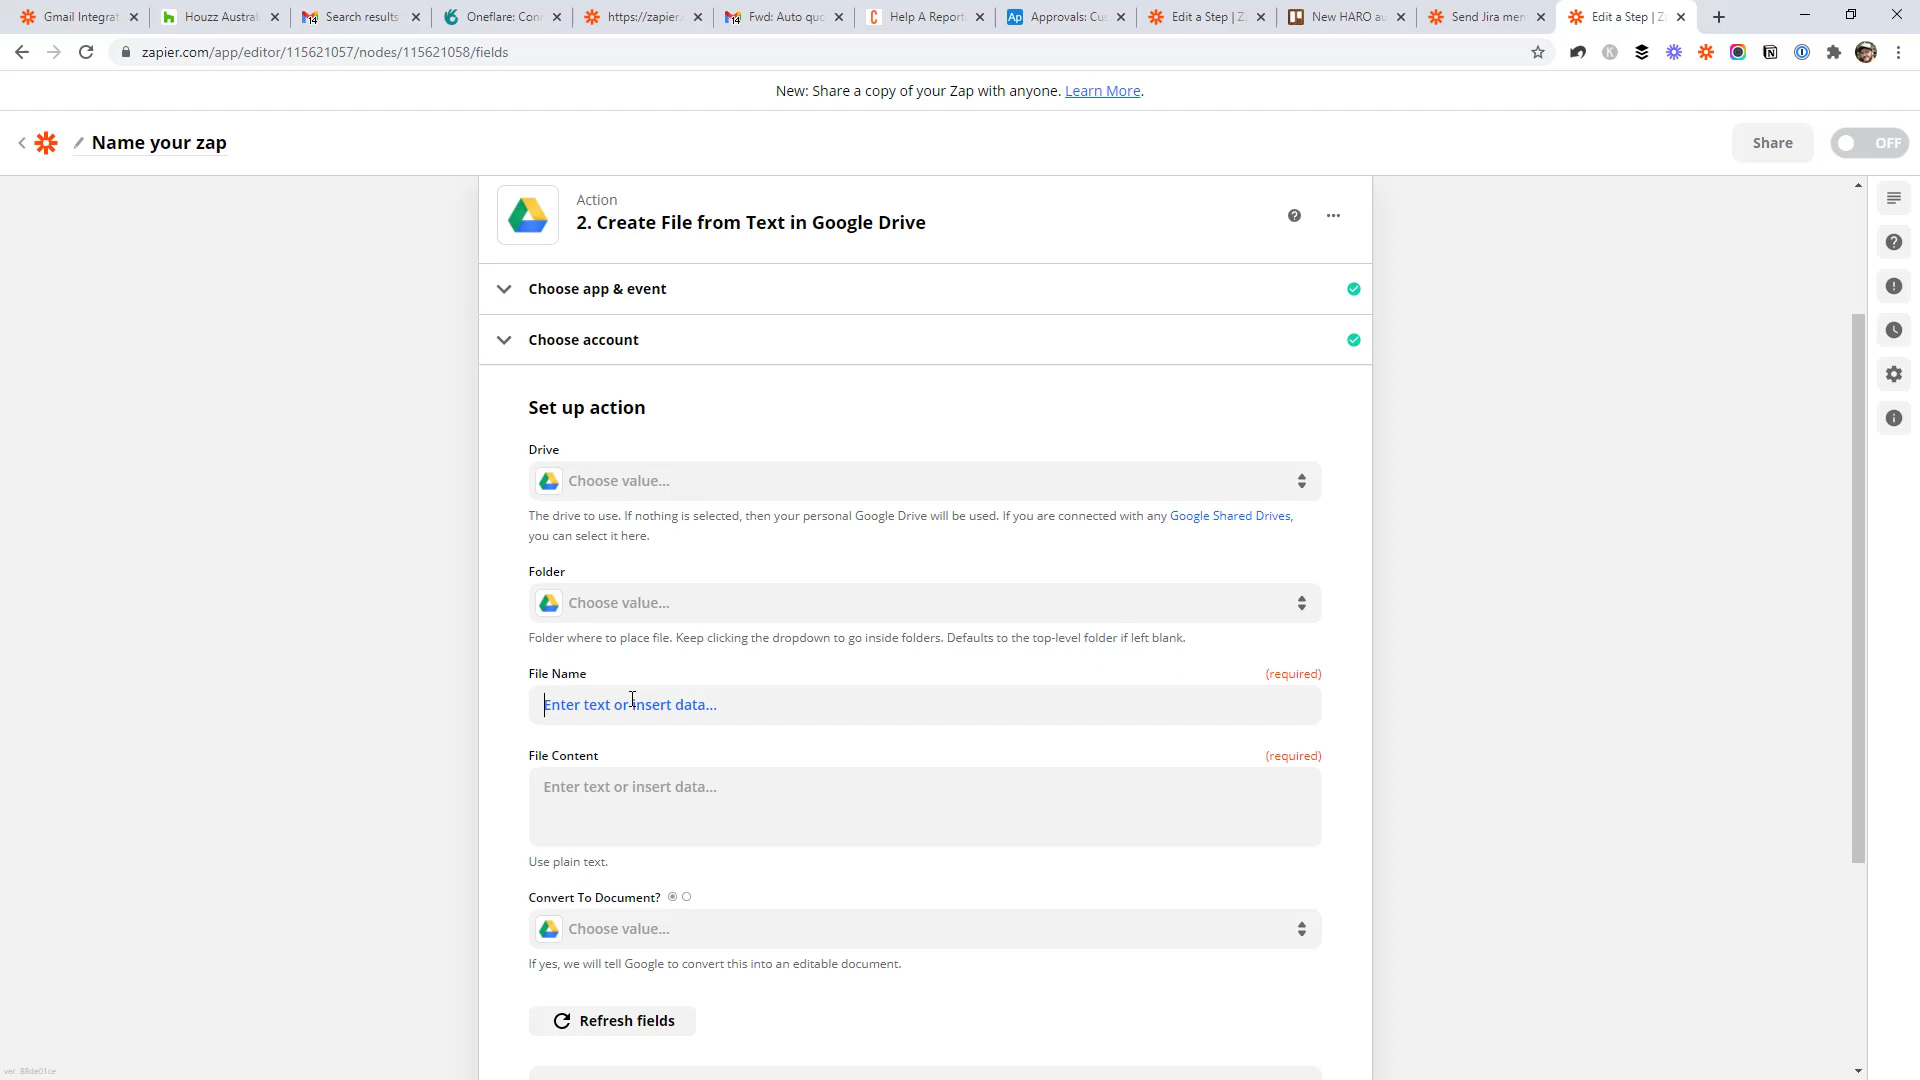 Gmail Integrat
Houzz Austral
Search results
Oneflare: Con
https://zapier.
Fwd: Auto quo
Help A Report
Approvals: Cu
Edit a Step | Z
New HARO au
Send Jira men
Edit a Step | Z
zapier.com/app/editor/115621057/nodes/115621058/fields
New: Share a copy of your Zap with anyone. Learn More.
Name your zap
Share
OFF
Action
2. Create File from Text in Google Drive
Choose app & event
Choose account
Set up action
Drive
Choose value...
The drive to use. If nothing is selected, then your personal Google Drive will be used. If you are connected with any Google Shared Drives,
you can select it here.
Folder
Choose value...
Folder where to place file. Keep clicking the dropdown to go inside folders. Defaults to the top-level folder if left blank.
File Name (required)
Enter text or insert data...
File Content (required)
Enter text or insert data...
Use plain text.
Convert To Document?
Choose value...
If yes, we will tell Google to convert this into an editable document.
Refresh fields
ver. 88de01ce